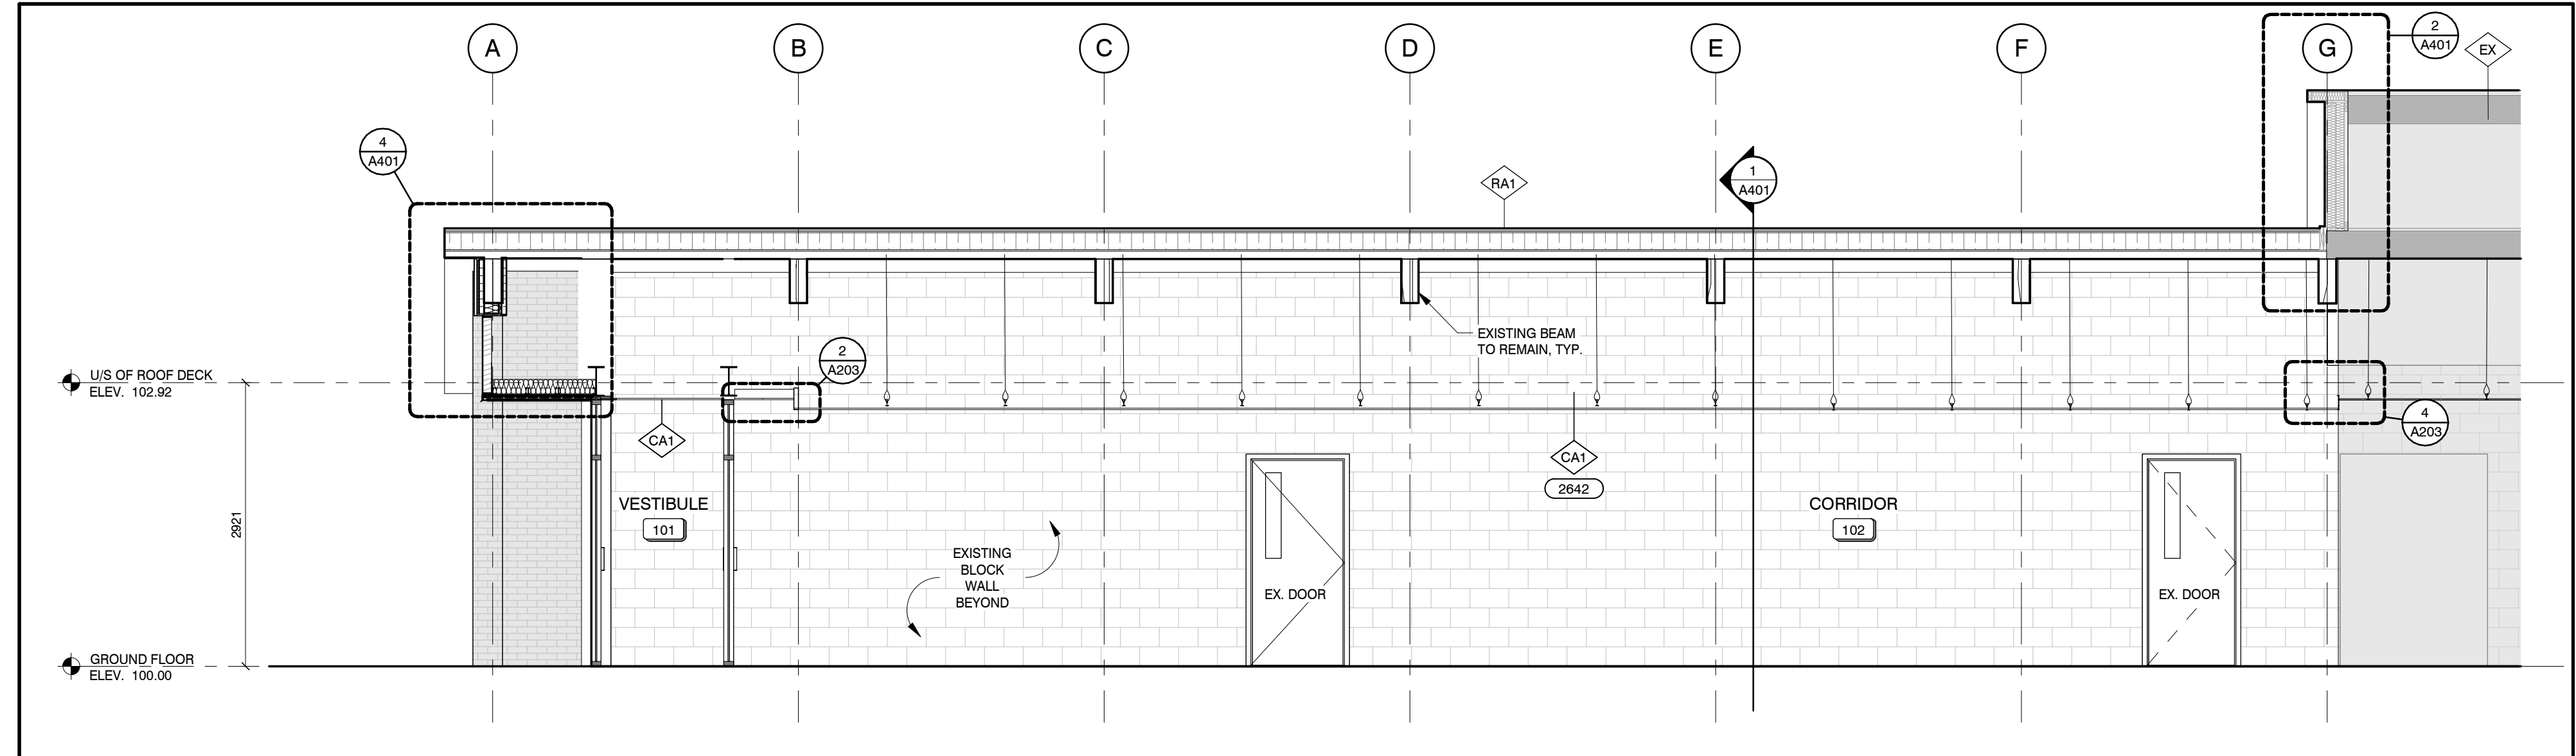 A
B
C
D
E
F
G
2
A401
EX
4
A401
RA1
1
A401
EXISTING BEAM
TO REMAIN, TYP.
2
A203
U/S OF ROOF DECK
ELEV. 102.92
CA1
CA1
2642
4
A203
VESTIBULE
101
CORRIDOR
102
2921
EXISTING
BLOCK
WALL
BEYOND
EX. DOOR
EX. DOOR
GROUND FLOOR
ELEV. 100.00